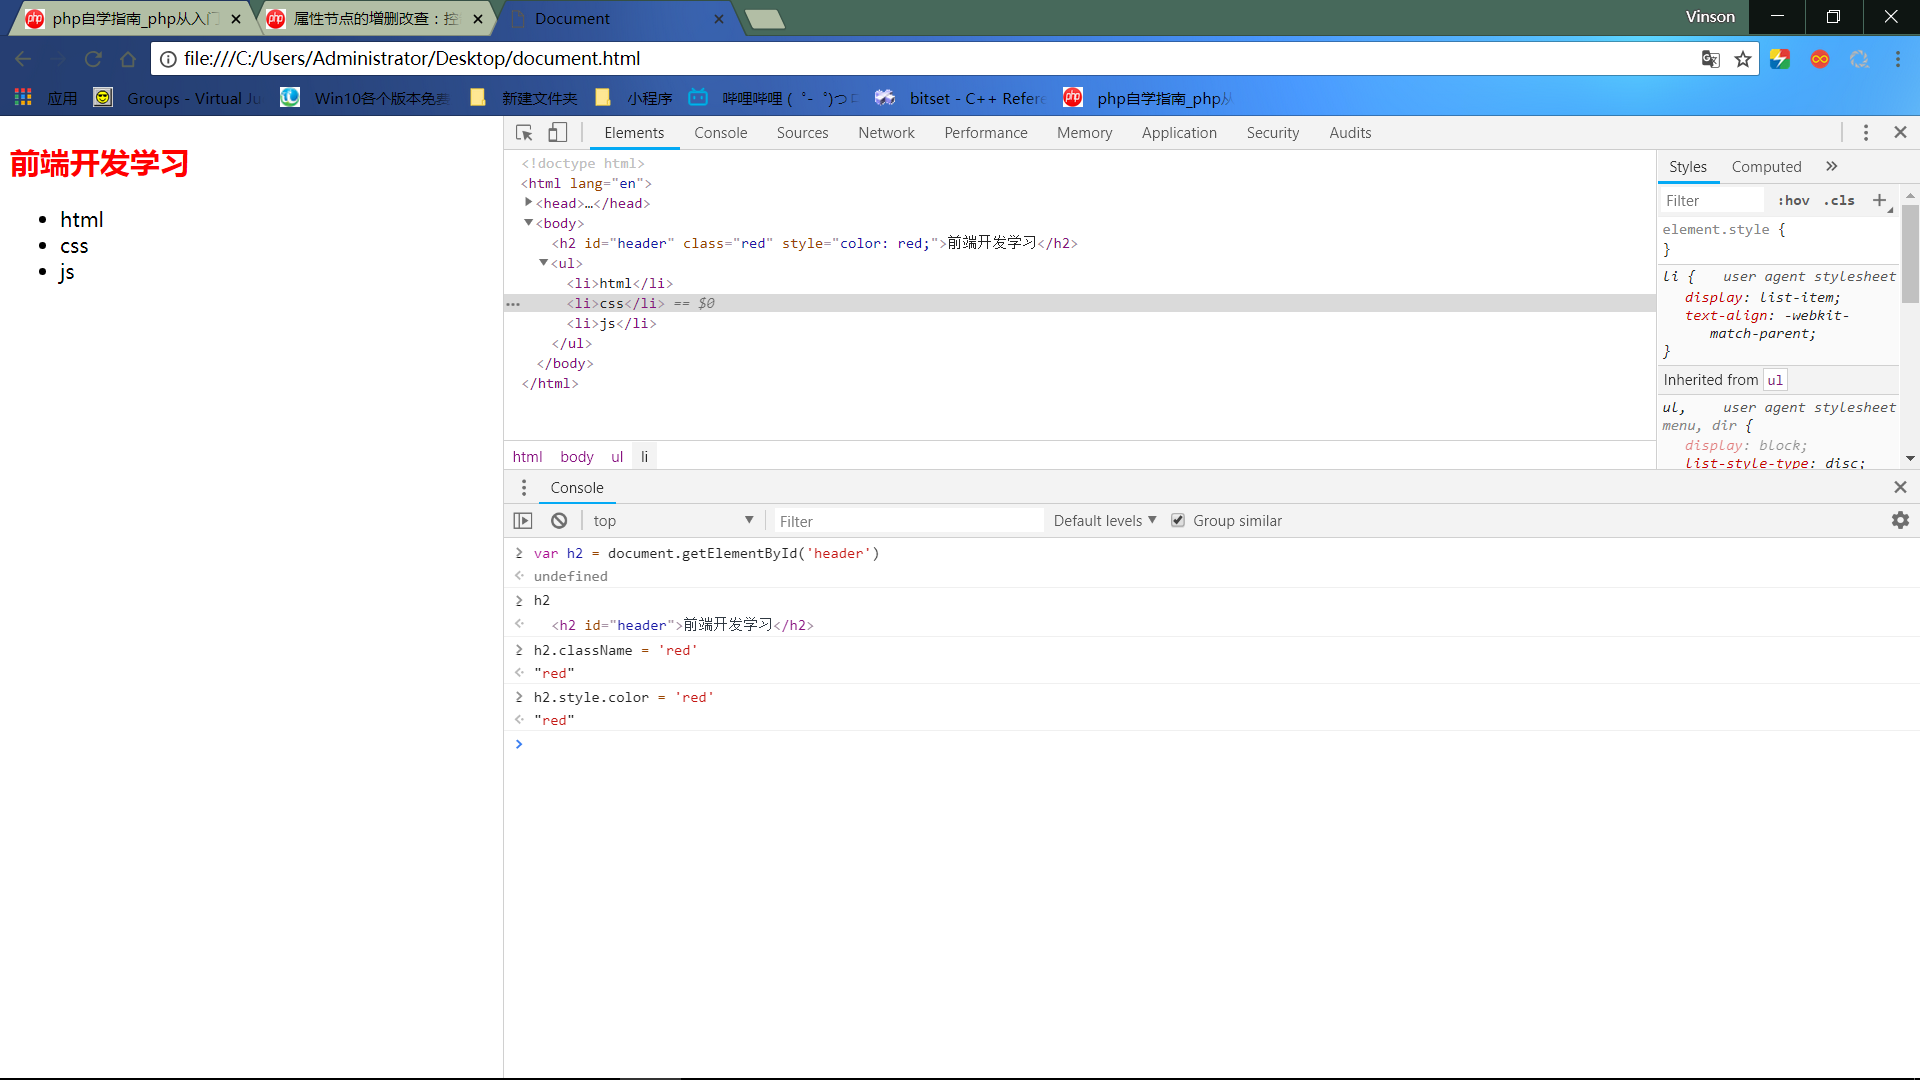 php自学指南_php从入门
属性节点的增删改查：控
Document
Vinson
file:///C:/Users/Administrator/Desktop/document.html
应用
Groups - Virtual Ju
Win10各个版本免费
新建文件夹
小程序
哔哩哔哩 ( ゜- ゜)つロ
bitset - C++ Refere
php自学指南_php从
Elements Console Sources Network Performance Memory Application Security Audits
前端开发学习
html
css
js
<!doctype html>
<html lang="en">
<head>…</head>
<body>
<h2 id="header" class="red" style="color: red;">前端开发学习</h2>
<ul>
<li>html</li>
<li>css</li> == $0
<li>js</li>
</ul>
</body>
</html>
html body ul li
Styles Computed
Filter :hov .cls
element.style {
}
li { user agent stylesheet
display: list-item;
text-align: -webkit-
match-parent;
}
Inherited from ul
ul, user agent stylesheet
menu, dir {
display: block;
list-style-type: disc;
Console
top Filter Default levels Group similar
var h2 = document.getElementById('header')
undefined
h2
<h2 id="header">前端开发学习</h2>
h2.className = 'red'
"red"
h2.style.color = 'red'
"red"